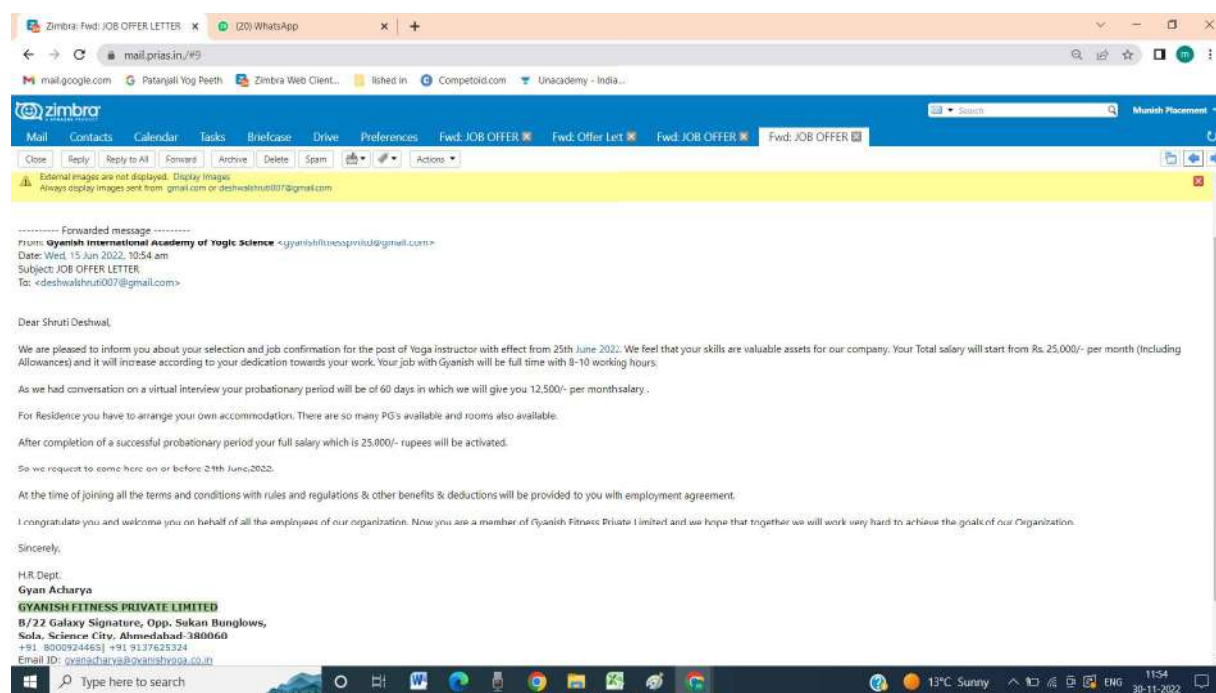 Zimbra: Fwd: JOB OFFER LETTER
(20) WhatsApp
mail.prias.in./#9
mail.google.com
Patanjali Yog Peeth
Zimbra Web Client...
lished in
Competoid.com
Unacademy - India...
zimbra
Search
Munish Placement
Mail Contacts Calendar Tasks Briefcase Drive Preferences Fwd: JOB OFFER Fwd: Offer Lett Fwd: JOB OFFER Fwd: JOB OFFER
Close Reply Reply to All Forward Archive Delete Spam Actions
External images are not displayed. Display Images
Always display images sent from gmail.com or deshwalshruti007@gmail.com
---------- Forwarded message ---------
From: Gyanish International Academy of Yogic Science <gyanishfitnesspvtltd@gmail.com>
Date: Wed, 15 Jun 2022, 10:54 am
Subject: JOB OFFER LETTER
To: <deshwalshruti007@gmail.com>
Dear Shruti Deshwal,
We are pleased to inform you about your selection and job confirmation for the post of Yoga instructor with effect from 25th June 2022. We feel that your skills are valuable assets for our company. Your Total salary will start from Rs. 25,000/- per month (Including
Allowances) and it will increase according to your dedication towards your work. Your job with Gyanish will be full time with 8-10 working hours.
As we had conversation on a virtual interview your probationary period will be of 60 days in which we will give you 12,500/- per monthsalary .
For Residence you have to arrange your own accommodation. There are so many PG's available and rooms also available.
After completion of a successful probationary period your full salary which is 25,000/- rupees will be activated.
So we request to come here on or before 24th June,2022.
At the time of joining all the terms and conditions with rules and regulations & other benefits & deductions will be provided to you with employment agreement.
I congratulate you and welcome you on behalf of all the employees of our organization. Now you are a member of Gyanish Fitness Private Limited and we hope that together we will work very hard to achieve the goals of our Organization.
Sincerely,
H.R Dept.
Gyan Acharya
GYANISH FITNESS PRIVATE LIMITED
B/22 Galaxy Signature, Opp. Sukan Bunglows,
Sola, Science City, Ahmedabad-380060
+91 8000924465| +91 9137625324
Email ID: gyanacharya@gyanishyoga.co.in
Type here to search
13°C Sunny
ENG
11:54
30-11-2022